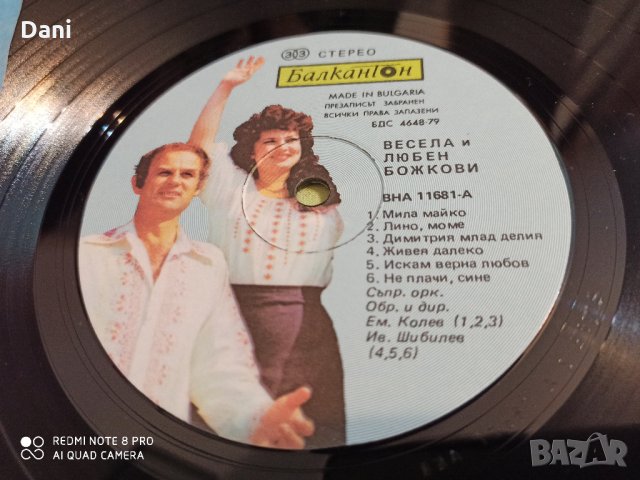 Dani
33 СТЕРЕО
Балкантон
MADE IN BULGARIA
ПРЕЗАПИСЪТ ЗАБРАНЕН
ВСИЧКИ ПРАВА ЗАПАЗЕНИ
БДС 4648-79
ВЕСЕЛА и
ЛЮБЕН
БОЖКОВИ
ВНА 11681-А
1. Мила майко
2. Лино, моме
3. Димитрия млад делия
4. Живея далеко
5. Искам верна любов
6. Не плачи, сине
Съпр. орк.
Обр. и дир.
Ем. Колев (1,2,3)
Ив. Шибилев
(4,5,6)
REDMI NOTE 8 PRO
AI QUAD CAMERA
BAZAR